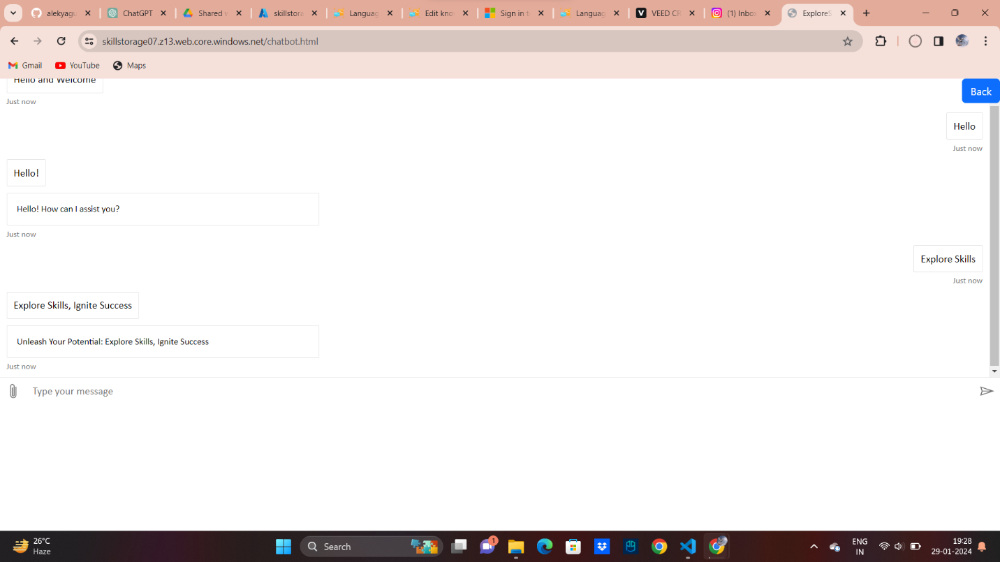 alekyagu
ChatGPT
Shared w
skillstora
Languag
Edit kno
Sign in t
Languag
VEED CR
(1) Inbox
ExploreS
skillstorage07.z13.web.core.windows.net/chatbot.html
Gmail
YouTube
Maps
Hello and Welcome
Just now
Back
Hello
Just now
Hello!
Hello! How can I assist you?
Just now
Explore Skills
Just now
Explore Skills, Ignite Success
Unleash Your Potential: Explore Skills, Ignite Success
Just now
Type your message
26°C
Haze
Search
1
ENG
IN
19:28
29-01-2024